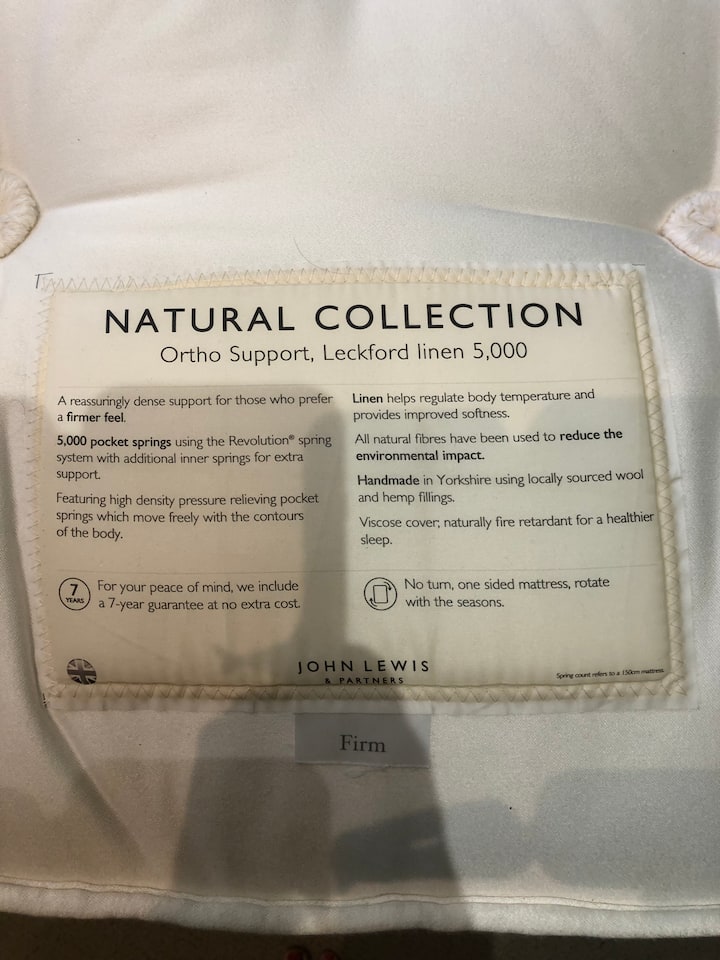 NATURAL COLLECTION
Ortho Support, Leckford linen 5,000
A reassuringly dense support for those who prefer
a firmer feel.
5,000 pocket springs using the Revolution® spring
system with additional inner springs for extra
support.
Featuring high density pressure relieving pocket
springs which move freely with the contours
of the body.
Linen helps regulate body temperature and
provides improved softness.
All natural fibres have been used to reduce the
environmental impact.
Handmade in Yorkshire using locally sourced wool
and hemp fillings.
Viscose cover; naturally fire retardant for a healthier
sleep.
7
YEARS
For your peace of mind, we include
a 7-year guarantee at no extra cost.
No turn, one sided mattress, rotate
with the seasons.
JOHN LEWIS
& PARTNERS
Spring count refers to a 150cm mattress.
Firm